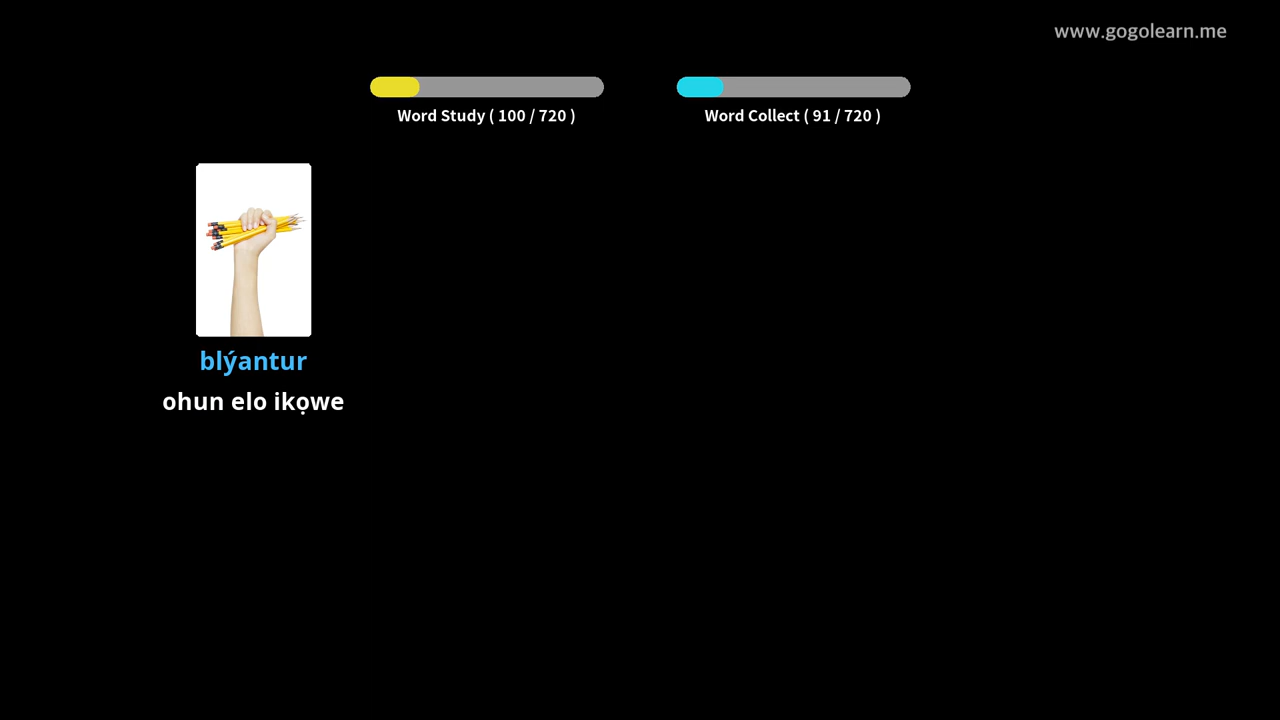 www.gogolearn.me
Word Study ( 100 / 720 )
Word Collect ( 91 / 720 )
blýantur
ohun elo ikọwe